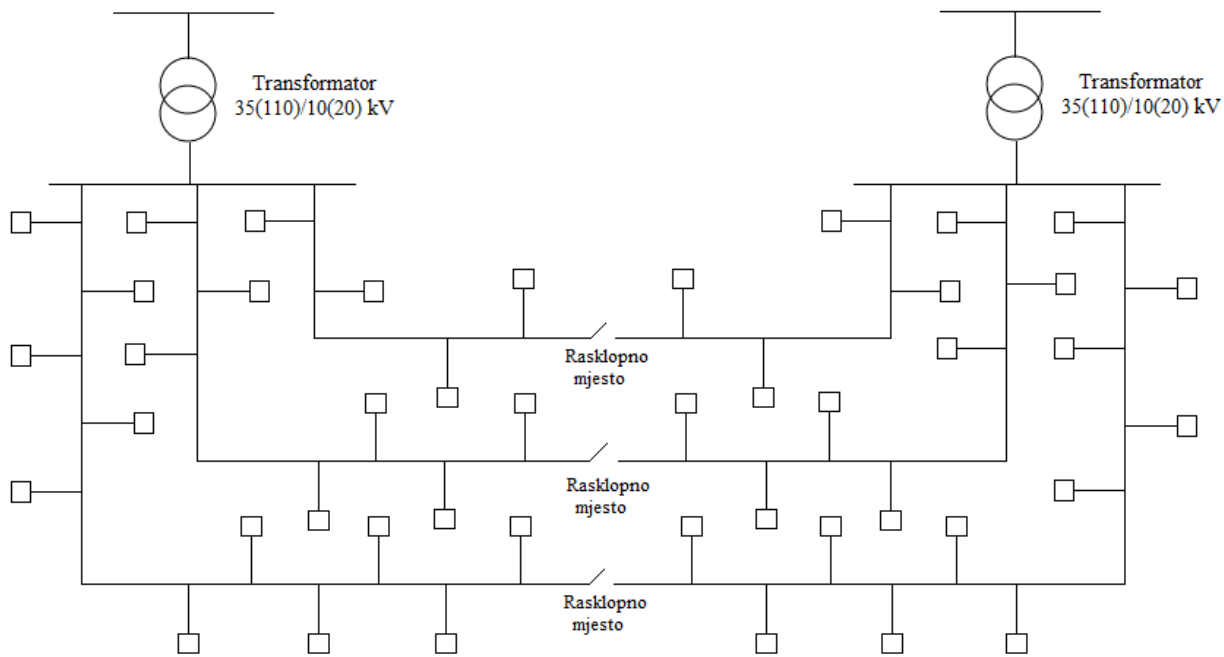 Transformator
35(110)/10(20) kV
Transformator
35(110)/10(20) kV
Rasklopno
mjesto
Rasklopno
mjesto
Rasklopno
mjesto